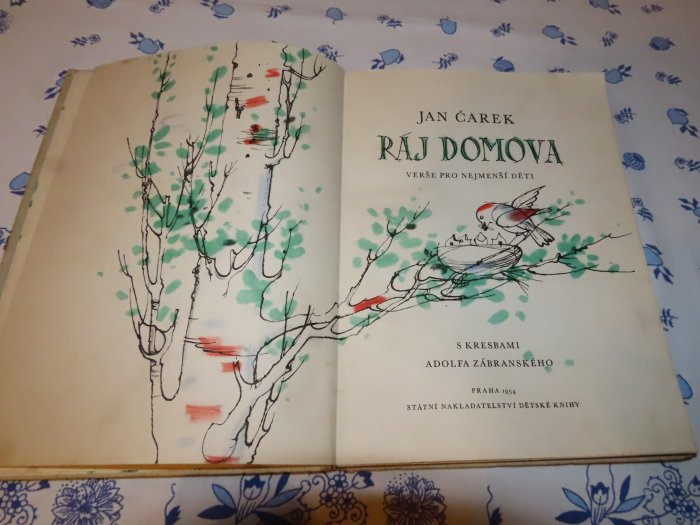 JAN ČAREK
RÁJ DOMOVA
VERŠE PRO NEJMENŠÍ DĚTI
S KRESBAMI
ADOLFA ZÁBRANSKÉHO
PRAHA 1954
STÁTNÍ NAKLADATELSTVÍ DĚTSKÉ KNIHY